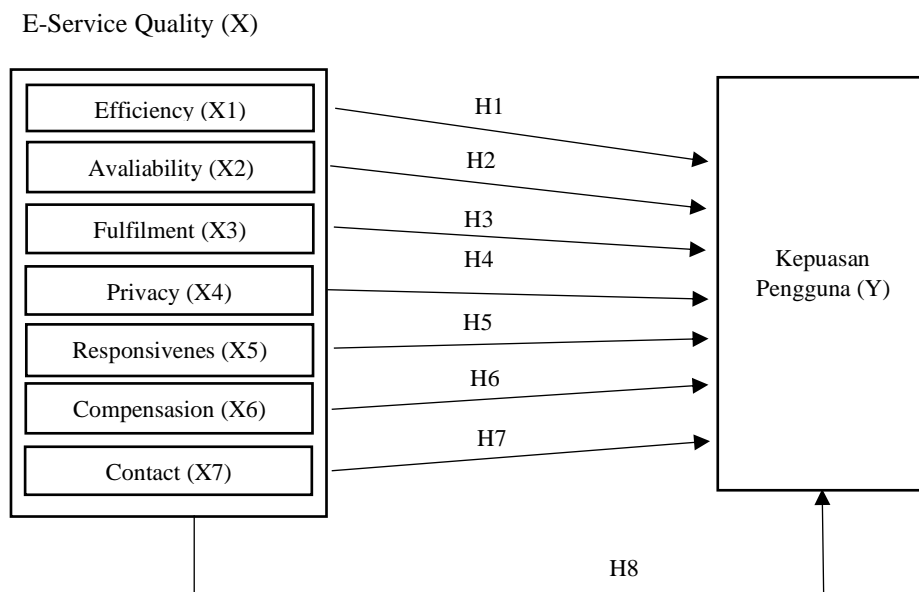 E-Service Quality (X)
Efficiency (X1)
H1
Avaliability (X2)
H2
Fulfilment (X3)
H3
Privacy (X4)
H4
Responsivenes (X5)
H5
Compensasion (X6)
H6
Contact (X7)
H7
Kepuasan
Pengguna (Y)
H8